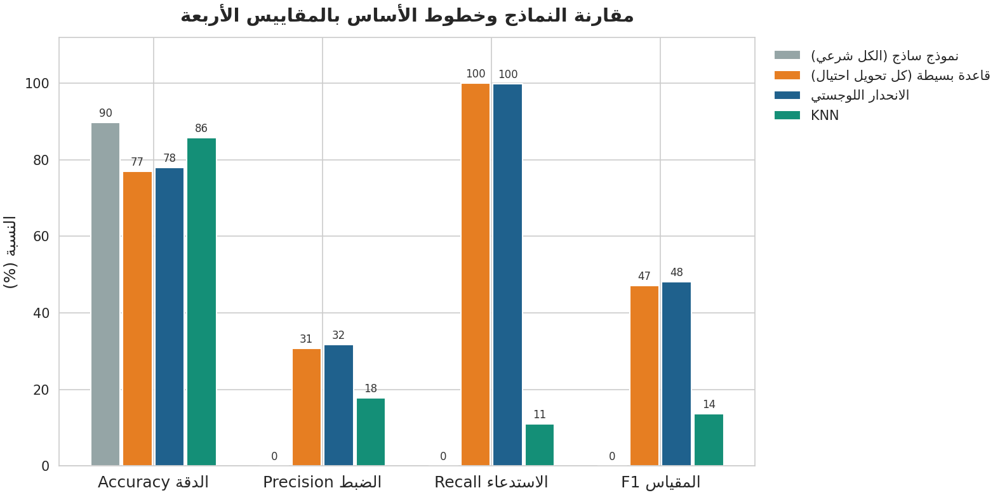 مقارنة النماذج وخطوط الأساس بالمقاييس الأربعة
نموذج ساذج (الكل شرعي)
قاعدة بسيطة (كل تحويل احتيال)
الانحدار اللوجستي
KNN
النسبة (%)
100
80
60
40
20
0
90
77
78
86
0
31
32
18
0
100
100
11
0
47
48
14
الدقة Accuracy
الضبط Precision
الاستدعاء Recall
المقياس F1